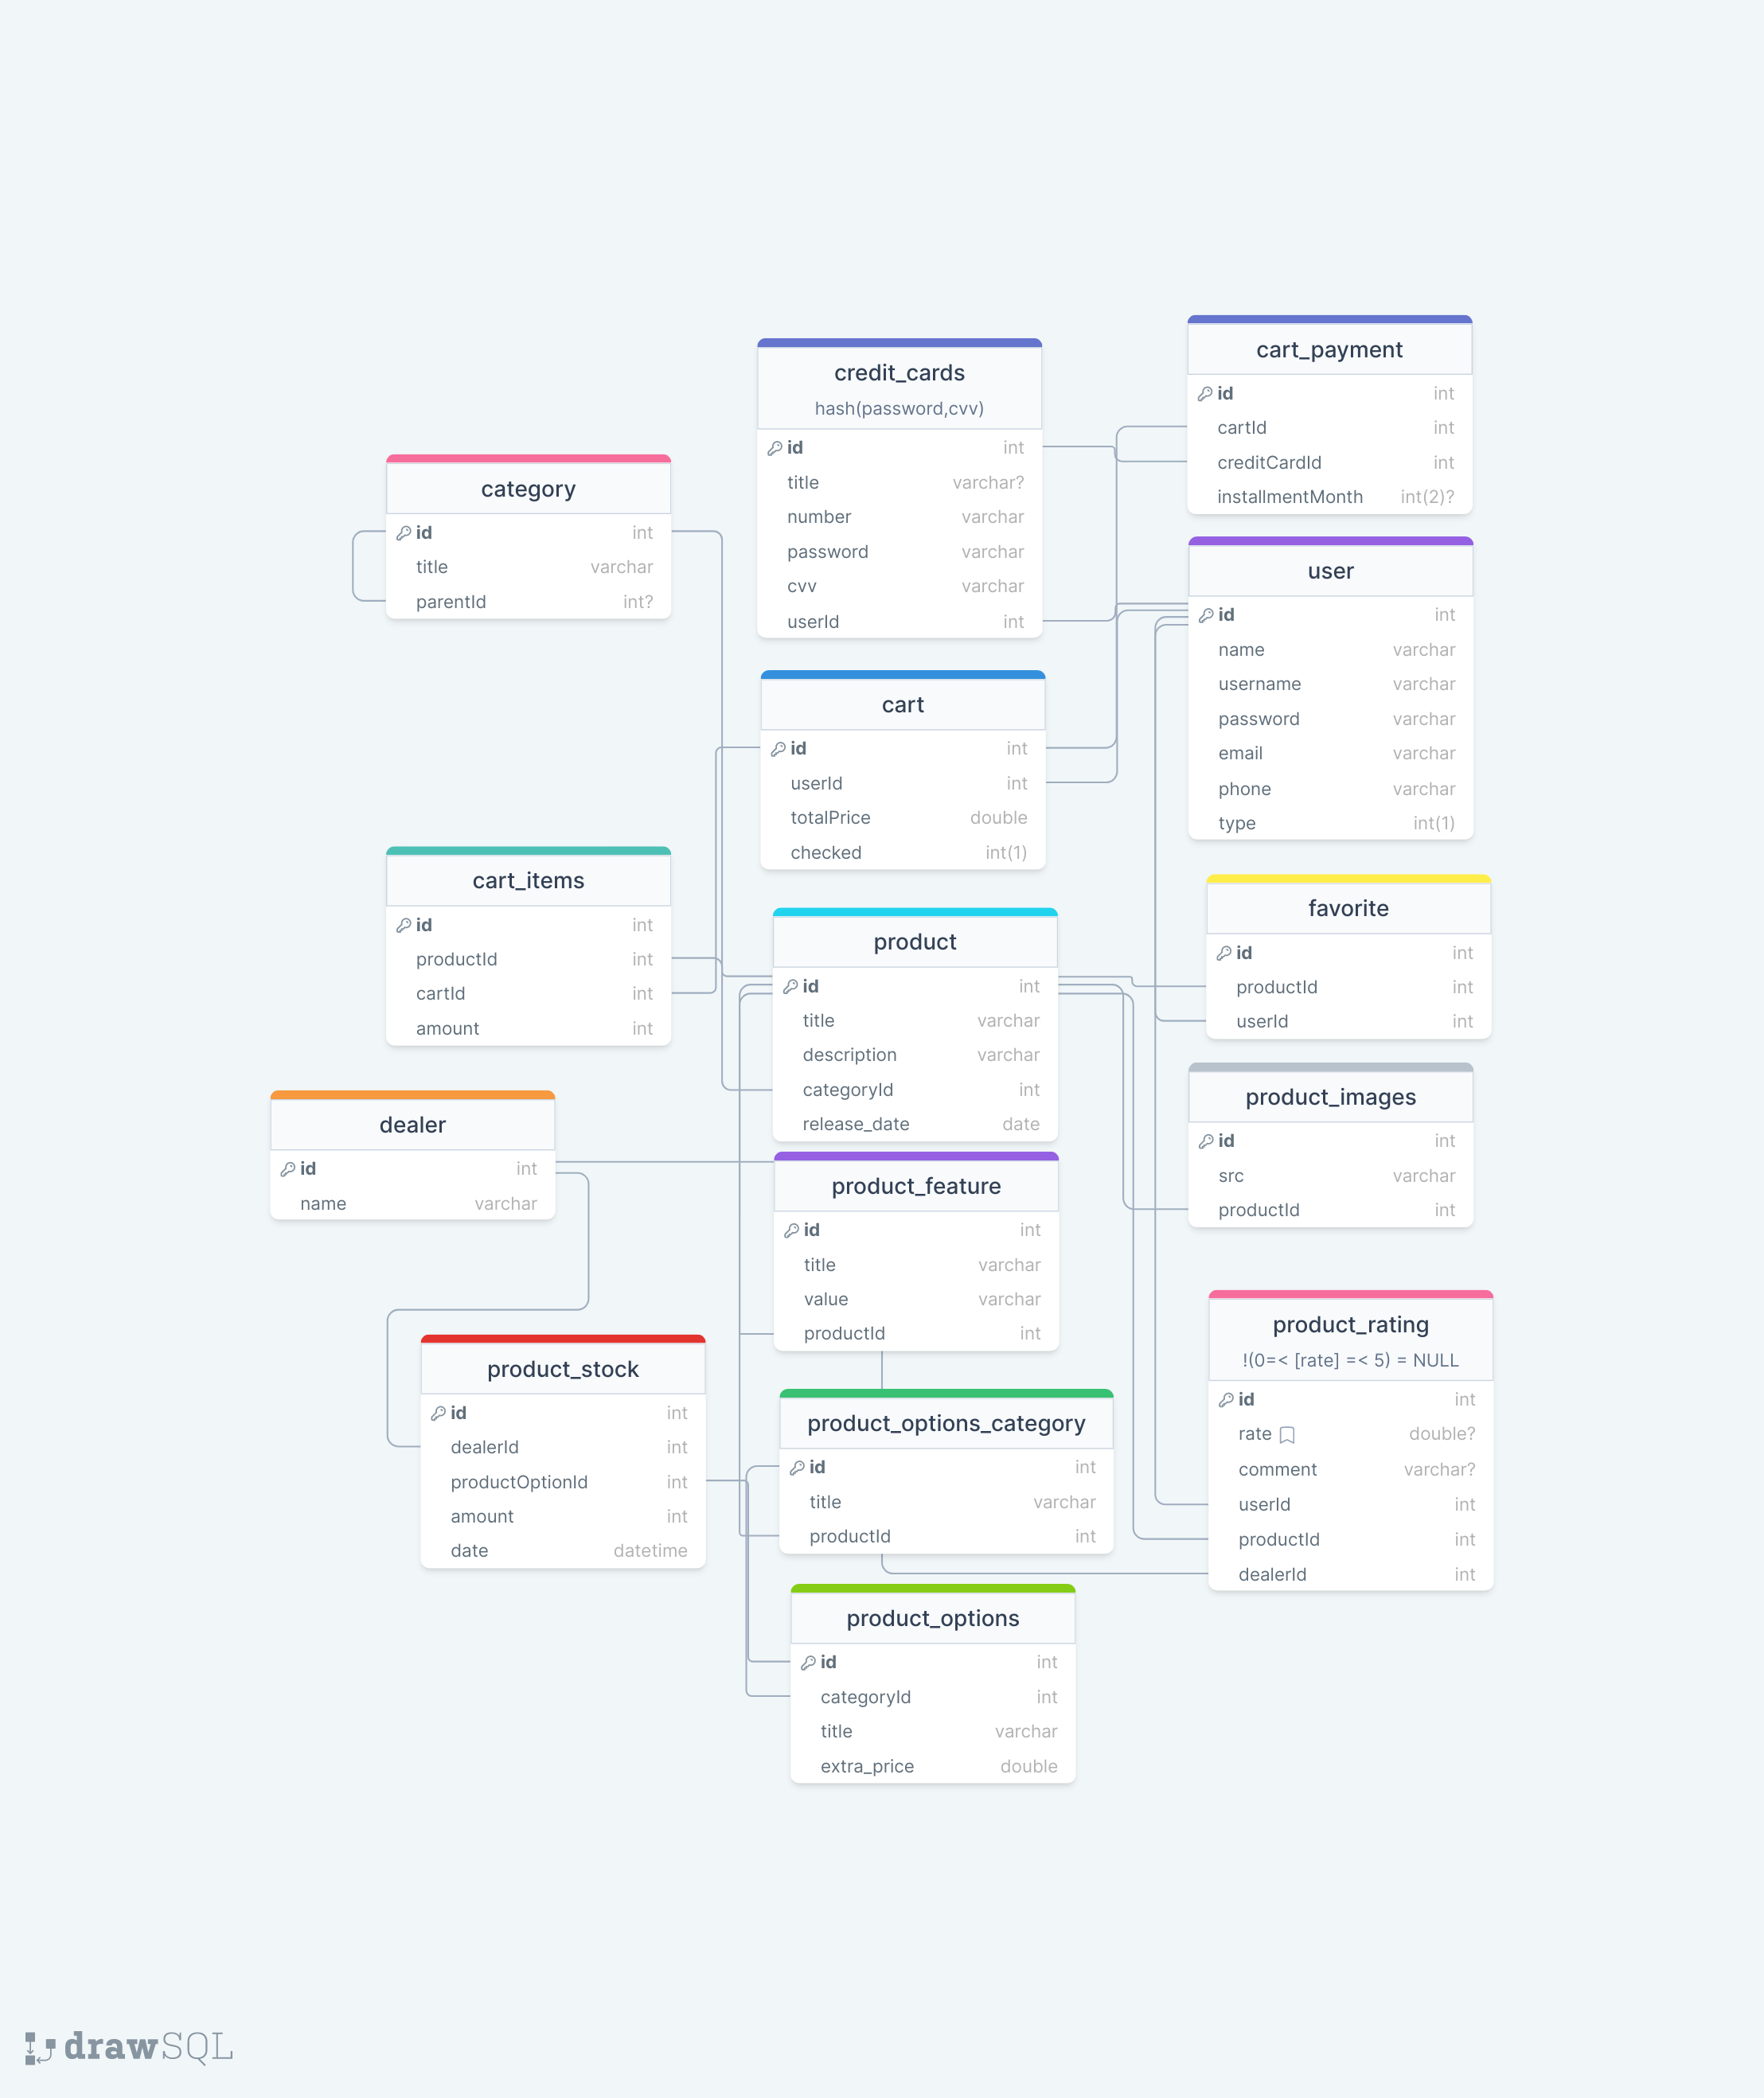 credit_cards
hash(password,cvv)
id int
title varchar?
number varchar
password varchar
cvv varchar
userId int
cart_payment
id int
cartId int
creditCardId int
installmentMonth int(2)?
category
id int
title varchar
parentId int?
user
id int
name varchar
username varchar
password varchar
email varchar
phone varchar
type int(1)
cart
id int
userId int
totalPrice double
checked int(1)
cart_items
id int
productId int
cartId int
amount int
product
id int
title varchar
description varchar
categoryId int
release_date date
favorite
id int
productId int
userId int
dealer
id int
name varchar
product_images
id int
src varchar
productId int
product_feature
id int
title varchar
value varchar
productId int
product_stock
id int
dealerId int
productOptionId int
amount int
date datetime
product_options_category
id int
title varchar
productId int
product_rating
!(0=< [rate] =< 5) = NULL
id int
rate double?
comment varchar?
userId int
productId int
dealerId int
product_options
id int
categoryId int
title varchar
extra_price double
drawSQL